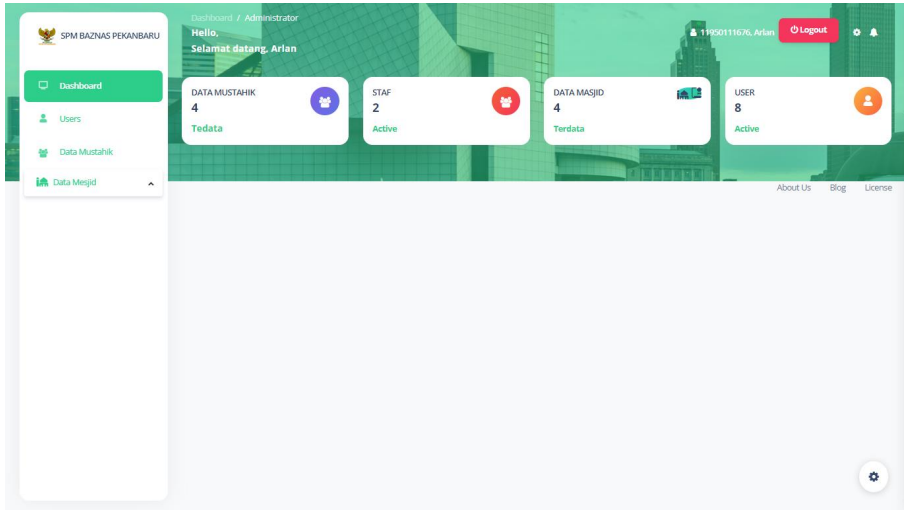 SPM BAZNAS PEKANBARU
Dashboard
Users
Data Mustahik
Data Mesjid
Dashboard / Administrator
Hello,
Selamat datang, Arlan
11950111676, Arlan
Logout
DATA MUSTAHIK
4
Tedata
STAF
2
Active
DATA MASJID
4
Terdata
USER
8
Active
About Us Blog License